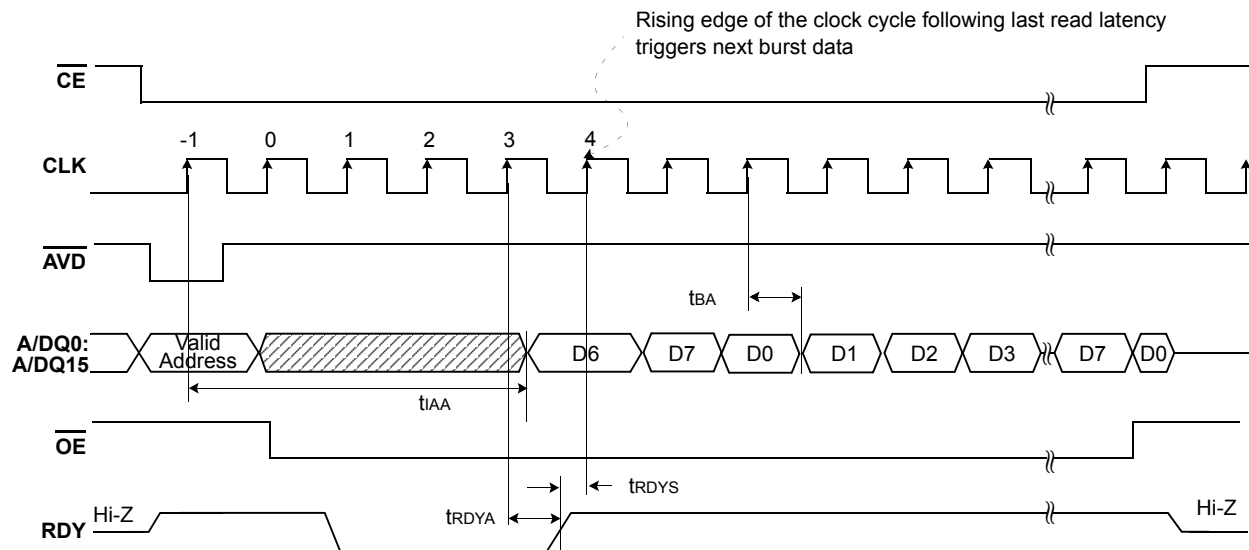 Rising edge of the clock cycle following last read latency
triggers next burst data
CE
-1 0 1 2 3 4
CLK
AVD
tBA
A/DQ0:
A/DQ15
Valid
Address
D6 D7 D0 D1 D2 D3 D7 D0
tIAA
OE
tRDYS
tRDYA
Hi-Z
RDY
Hi-Z